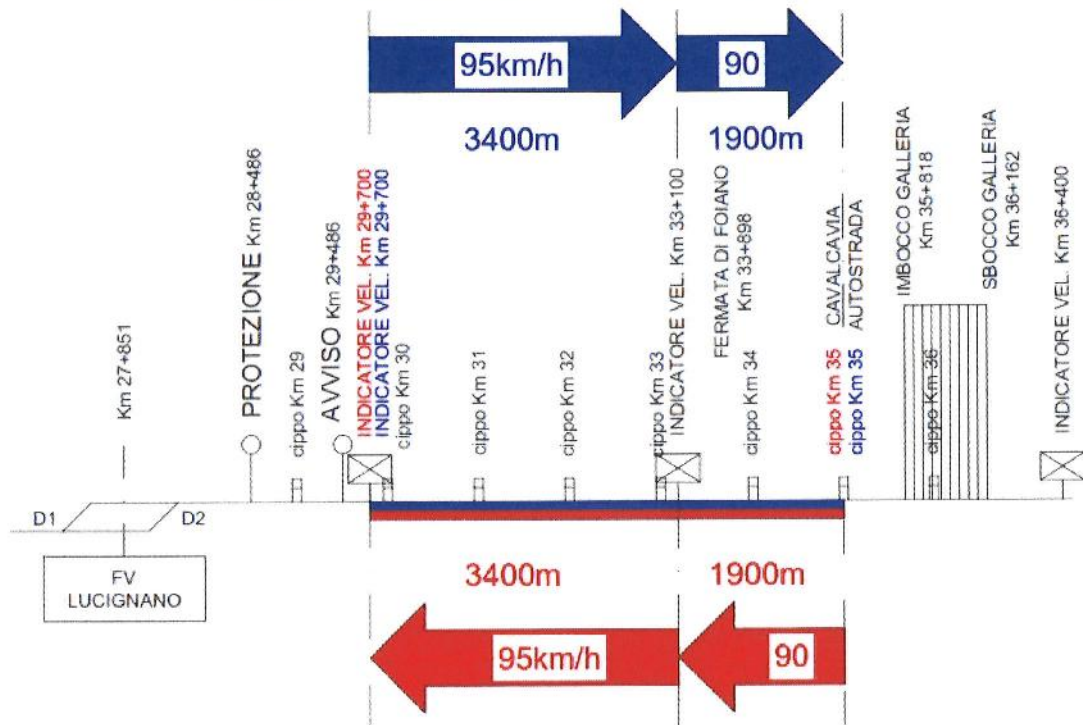 95km/h
90
3400m
1900m
Km 27+851
PROTEZIONE Km 28+486
cippo Km 29
AVVISO Km 29+486
INDICATORE VEL. Km 29+700
INDICATORE VEL. Km 29+700
cippo Km 30
cippo Km 31
cippo Km 32
cippo Km 33
INDICATORE VEL. Km 33+100
FERMATA DI FOIANO
Km 33+898
cippo Km 34
cippo Km 35
cippo Km 35
CAVALCAVIA
AUTOSTRADA
IMBOCCO GALLERIA
Km 35+818
cippo Km 36
SBOCCO GALLERIA
Km 36+162
INDICATORE VEL. Km 36+400
D1
D2
FV
LUCIGNANO
3400m
1900m
95km/h
90